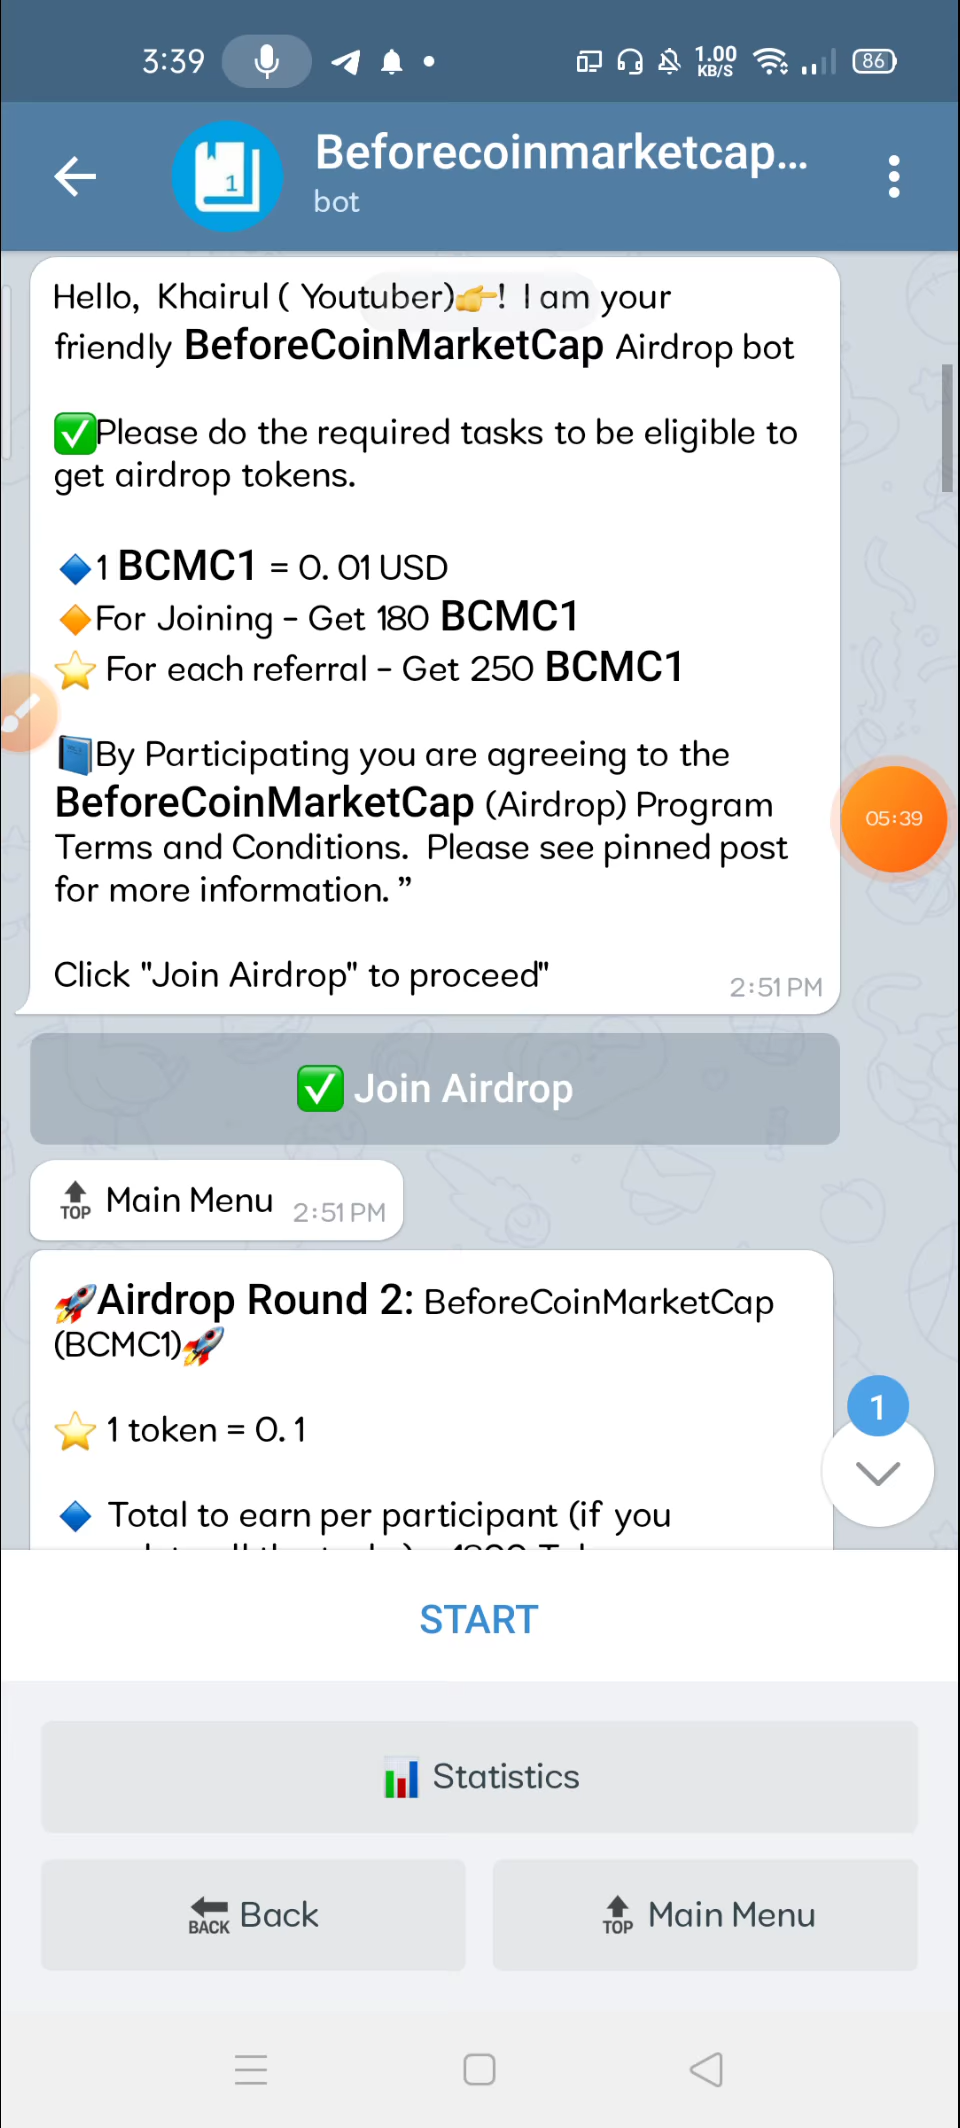 3:39
1.00
KB/S
86
Beforecoinmarketcap...
bot
1
Hello, Khairul ( Youtuber)👉! I am your
friendly BeforeCoinMarketCap Airdrop bot
✅Please do the required tasks to be eligible to
get airdrop tokens.
🔷1 BCMC1 = 0. 01 USD
🔶For Joining - Get 180 BCMC1
⭐ For each referral - Get 250 BCMC1
📘By Participating you are agreeing to the
BeforeCoinMarketCap (Airdrop) Program
Terms and Conditions. Please see pinned post
for more information. ”
05:39
Click "Join Airdrop" to proceed"
2:51 PM
✅ Join Airdrop
🔝 Main Menu 2:51 PM
🚀Airdrop Round 2: BeforeCoinMarketCap
(BCMC1)🚀
⭐ 1 token = 0. 1
1
🔷 Total to earn per participant (if you
START
📊 Statistics
🔙 Back
🔝 Main Menu